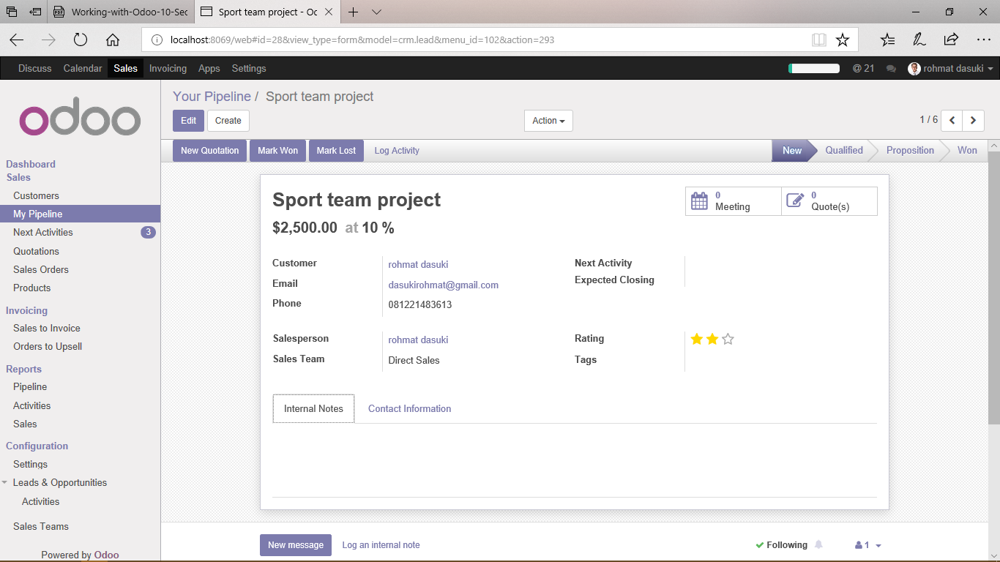 Working-with-Odoo-10-Sec
Sport team project - Oc
localhost:8069/web#id=28&view_type=form&model=crm.lead&menu_id=102&action=293
Discuss Calendar Sales Invoicing Apps Settings @ 21 rohmat dasuki
odoo
Your Pipeline / Sport team project
Edit Create Action 1 / 6
New Quotation Mark Won Mark Lost Log Activity New Qualified Proposition Won
Dashboard
Sales
Customers
My Pipeline
Next Activities 3
Quotations
Sales Orders
Products
Invoicing
Sales to Invoice
Orders to Upsell
Reports
Pipeline
Activities
Sales
Configuration
Settings
Leads & Opportunities
Activities
Sales Teams
Powered by Odoo
Sport team project
0
Meeting
0
Quote(s)
$2,500.00 at 10 %
Customer rohmat dasuki
Email dasukirohmat@gmail.com
Phone 081221483613
Next Activity
Expected Closing
Salesperson rohmat dasuki
Sales Team Direct Sales
Rating
Tags
Internal Notes Contact Information
New message Log an internal note Following 1